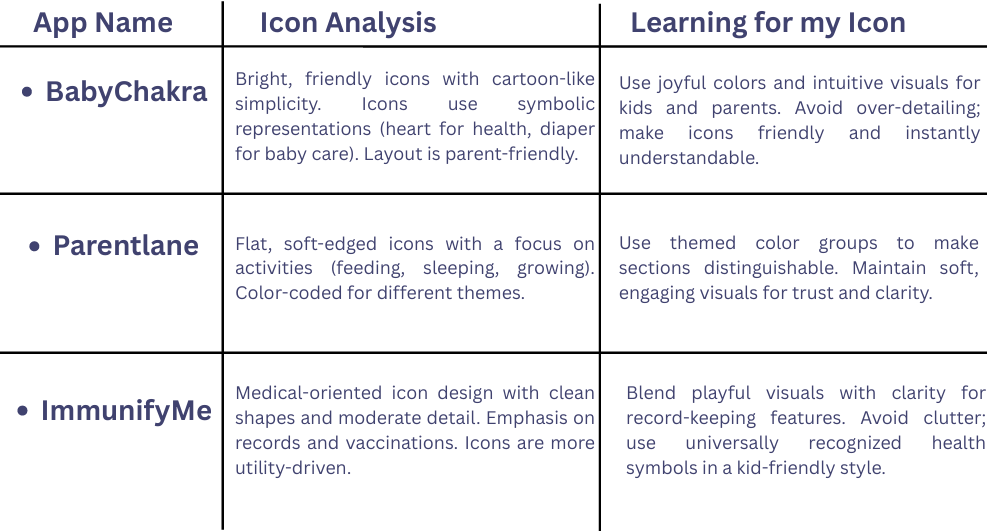 App Name
Icon Analysis
Learning for my Icon
• BabyChakra
Bright, friendly icons with cartoon-like
simplicity. Icons use symbolic
representations (heart for health, diaper
for baby care). Layout is parent-friendly.
Use joyful colors and intuitive visuals for
kids and parents. Avoid over-detailing;
make icons friendly and instantly
understandable.
• Parentlane
Flat, soft-edged icons with a focus on
activities (feeding, sleeping, growing).
Color-coded for different themes.
Use themed color groups to make
sections distinguishable. Maintain soft,
engaging visuals for trust and clarity.
• ImmunifyMe
Medical-oriented icon design with clean
shapes and moderate detail. Emphasis on
records and vaccinations. Icons are more
utility-driven.
Blend playful visuals with clarity for
record-keeping features. Avoid clutter;
use universally recognized health
symbols in a kid-friendly style.